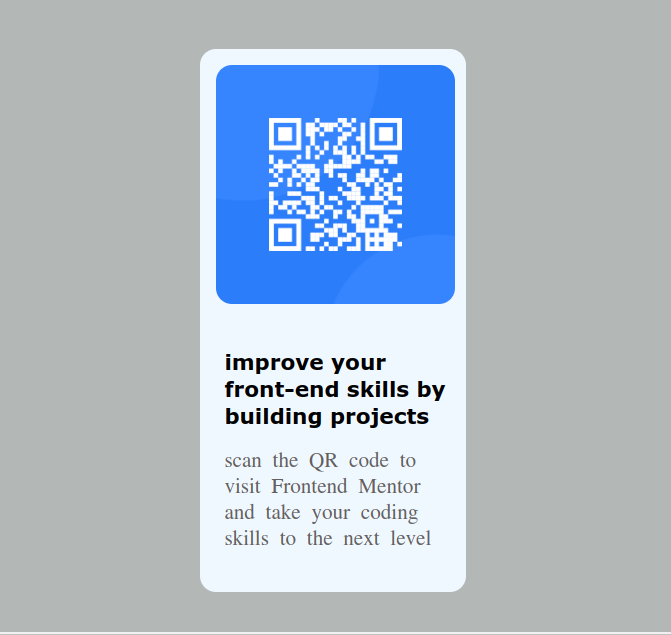 improve your
front-end skills by
building projects
scan the QR code to
visit Frontend Mentor
and take your coding
skills to the next level